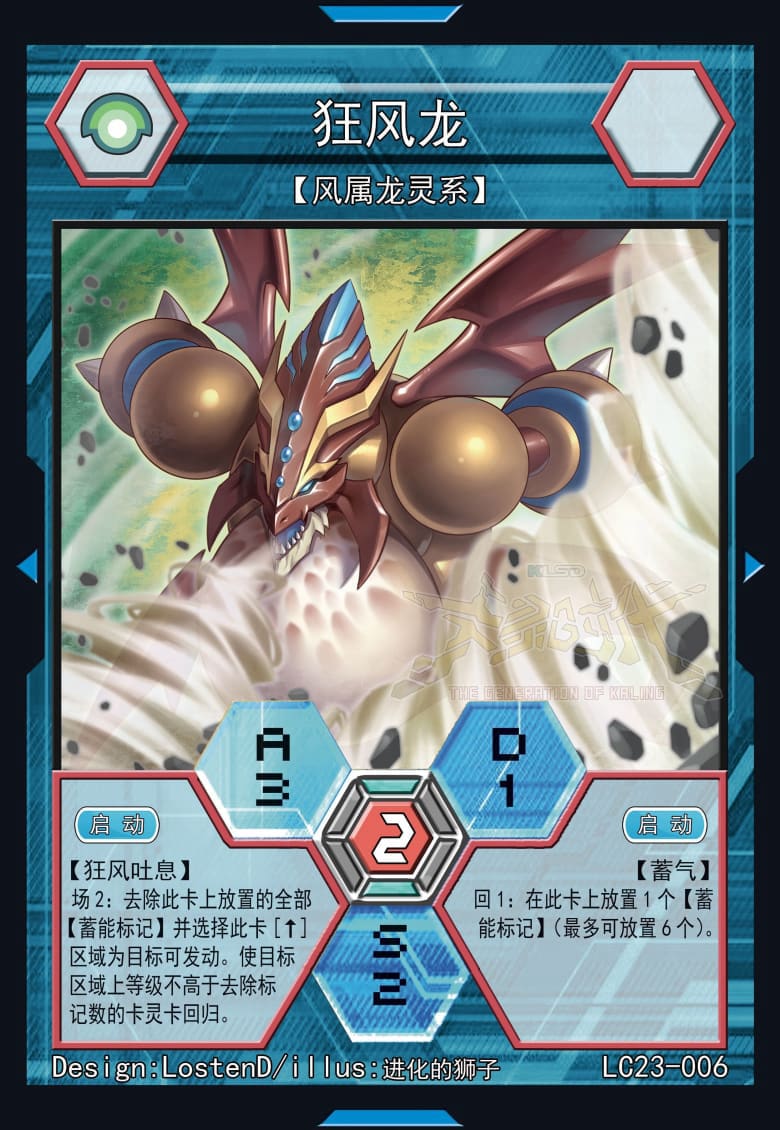 狂风龙
【风属龙灵系】
KLSD
卡灵时代
THE GENERATION OF KALING
A
3
D
1
2
S
2
启动
【狂风吐息】
场2：去除此卡上放置的全部
【蓄能标记】并选择此卡[↑]
区域为目标可发动。使目标
区域上等级不高于去除标
记数的卡灵卡回归。
启动
【蓄气】
回1：在此卡上放置1个【蓄
能标记】（最多可放置6个）。
Design:LostenD/illus:进化的狮子
LC23-006